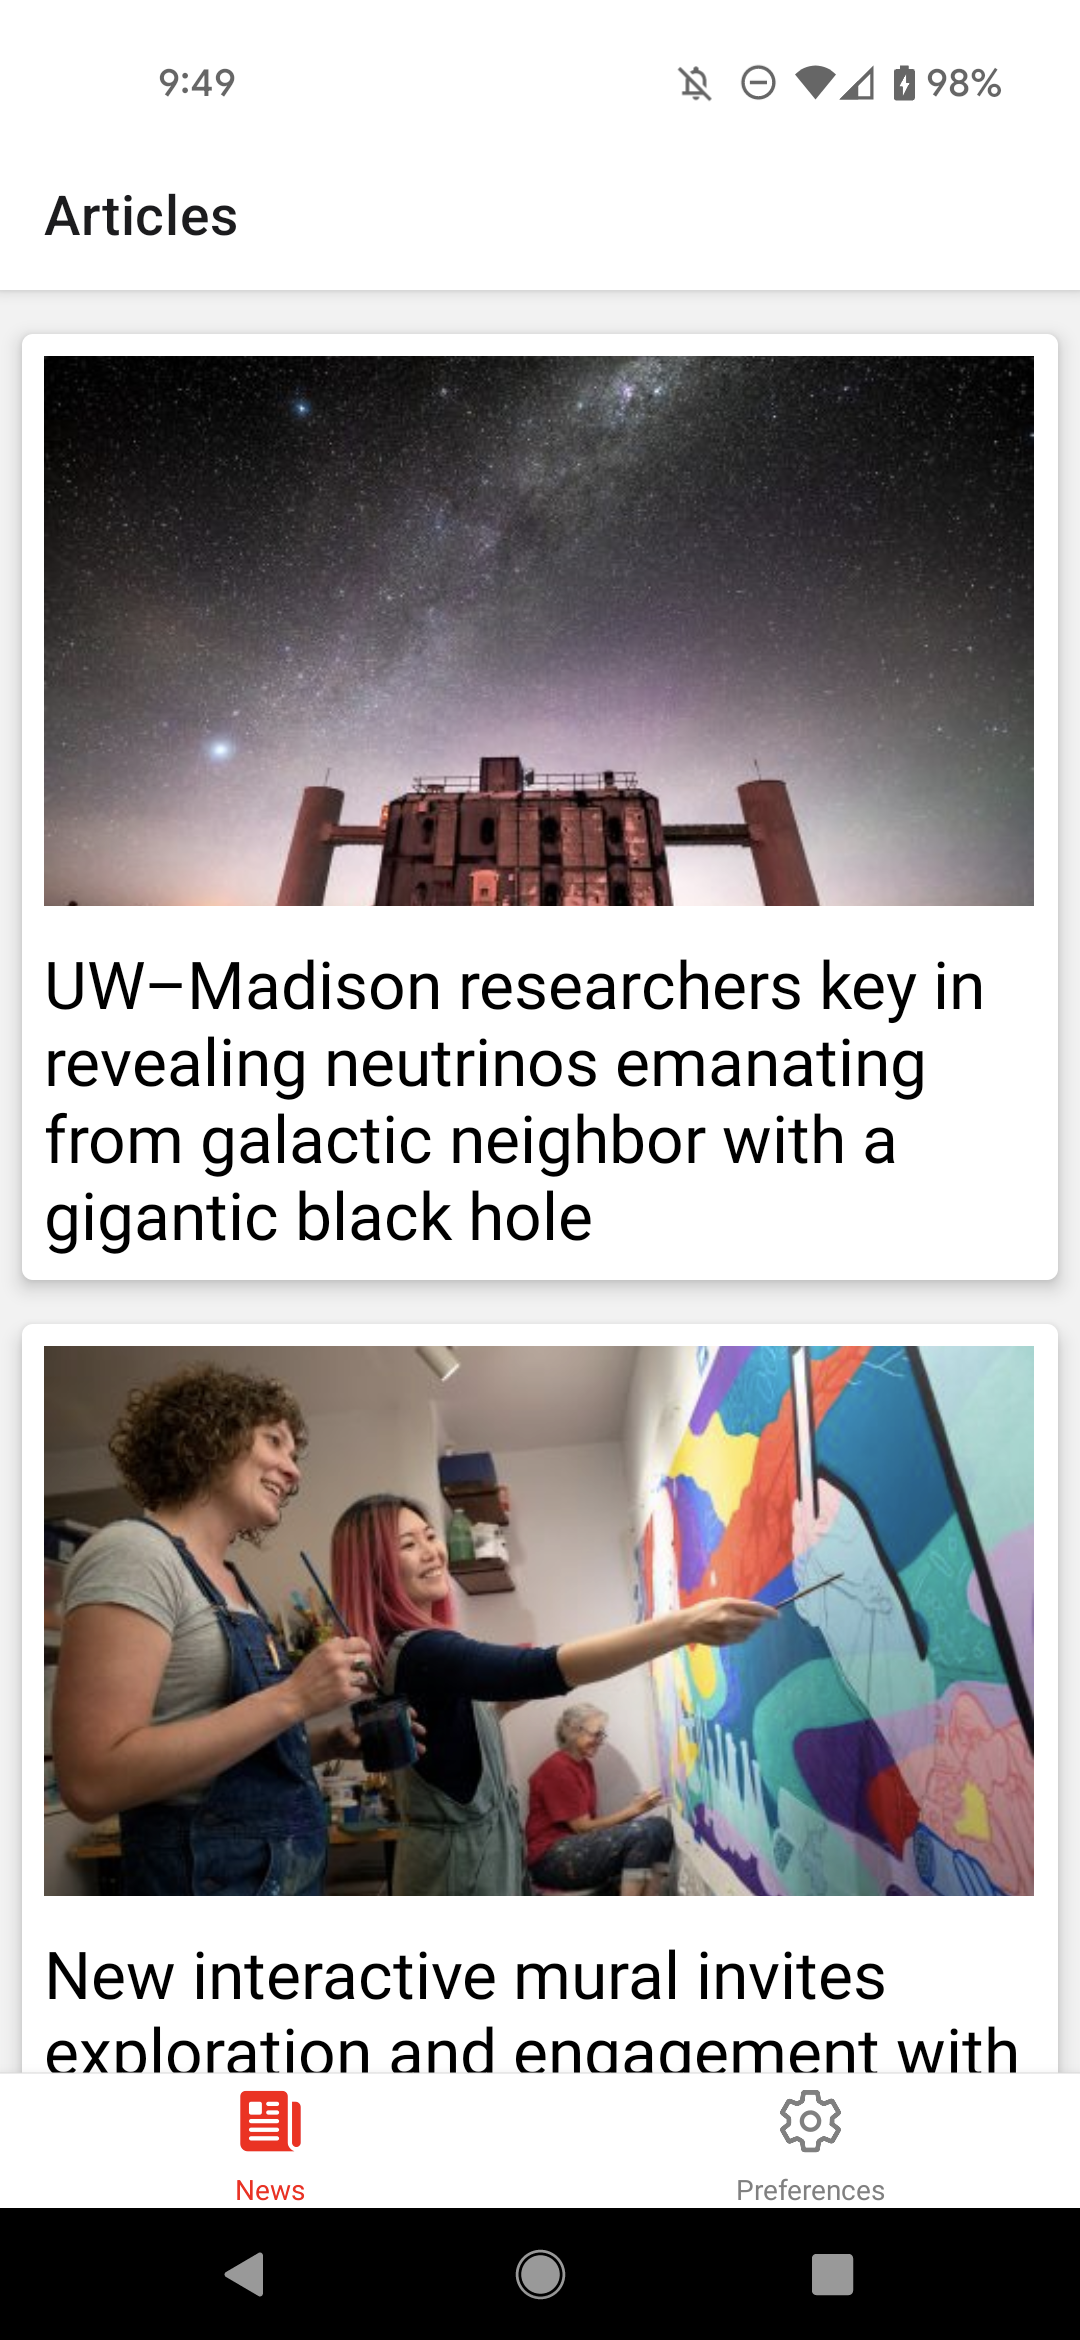 9:49
98%
Articles
UW–Madison researchers key in
revealing neutrinos emanating
from galactic neighbor with a
gigantic black hole
New interactive mural invites
exploration and engagement with
News
Preferences